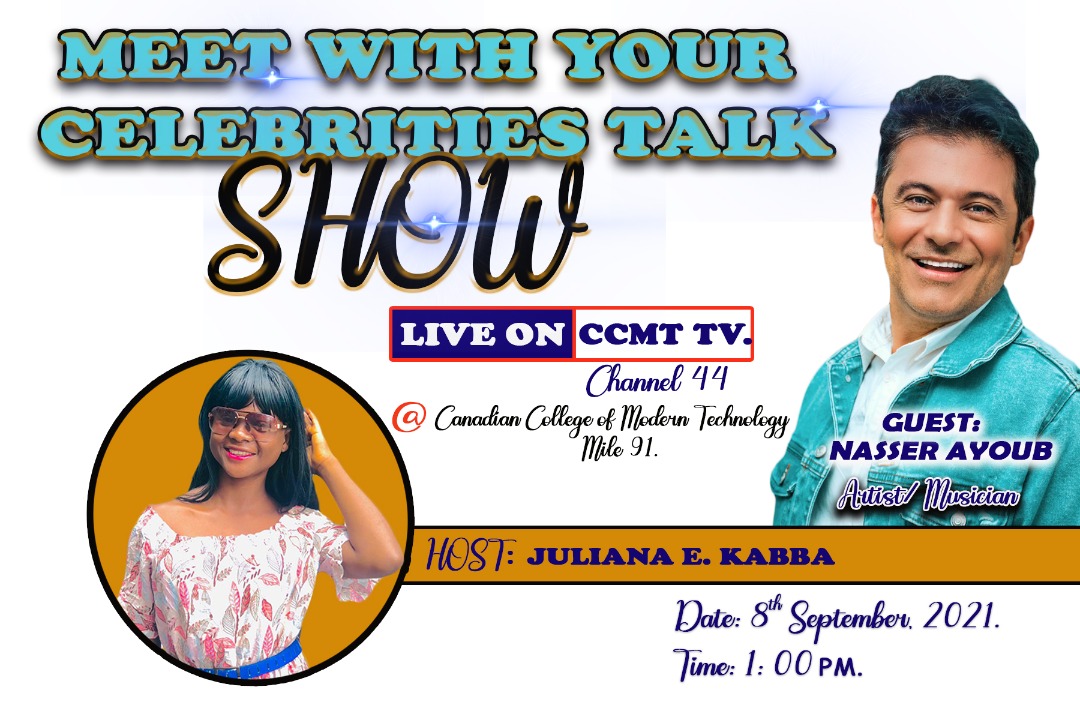 MEET WITH YOUR
CELEBRITIES TALK
SHOW
LIVE ON CCMT TV.
Channel 44
@ Canadian College of Modern Technology
Mile 91.
GUEST:
NASSER AYOUB
Artist/ Musician
HOST: JULIANA E. KABBA
Date: 8th September, 2021.
Time: 1: 00 PM.